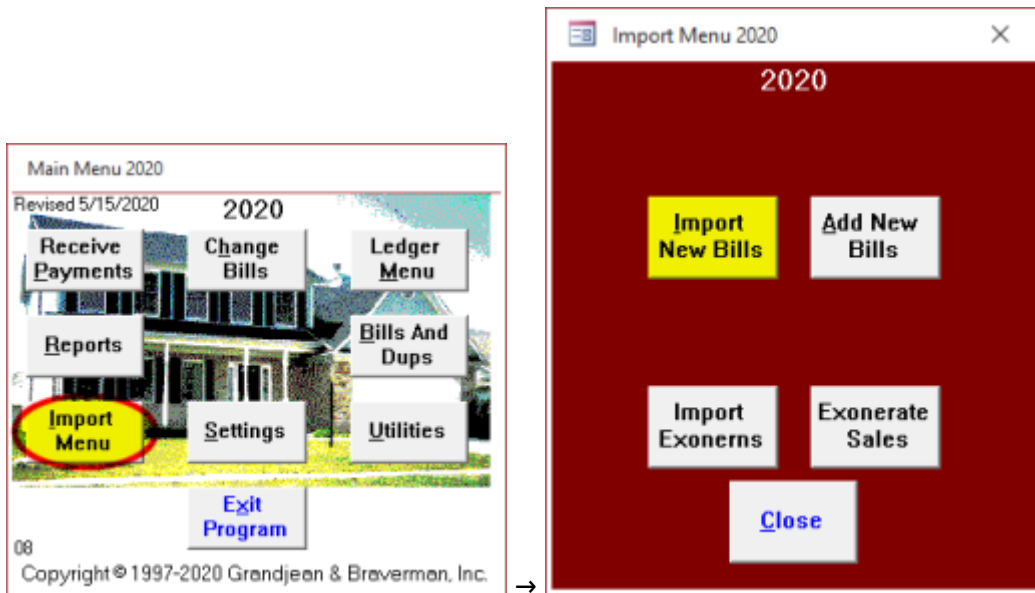 Main Menu 2020
Revised 5/15/2020
2020
Receive
Payments
Change
Bills
Ledger
Menu
Reports
Bills And
Dups
Import
Menu
Settings
Utilities
Exit
Program
08
Copyright © 1997-2020 Grandjean & Braverman, Inc.
→
Import Menu 2020
2020
Import
New Bills
Add New
Bills
Import
Exonerns
Exonerate
Sales
Close